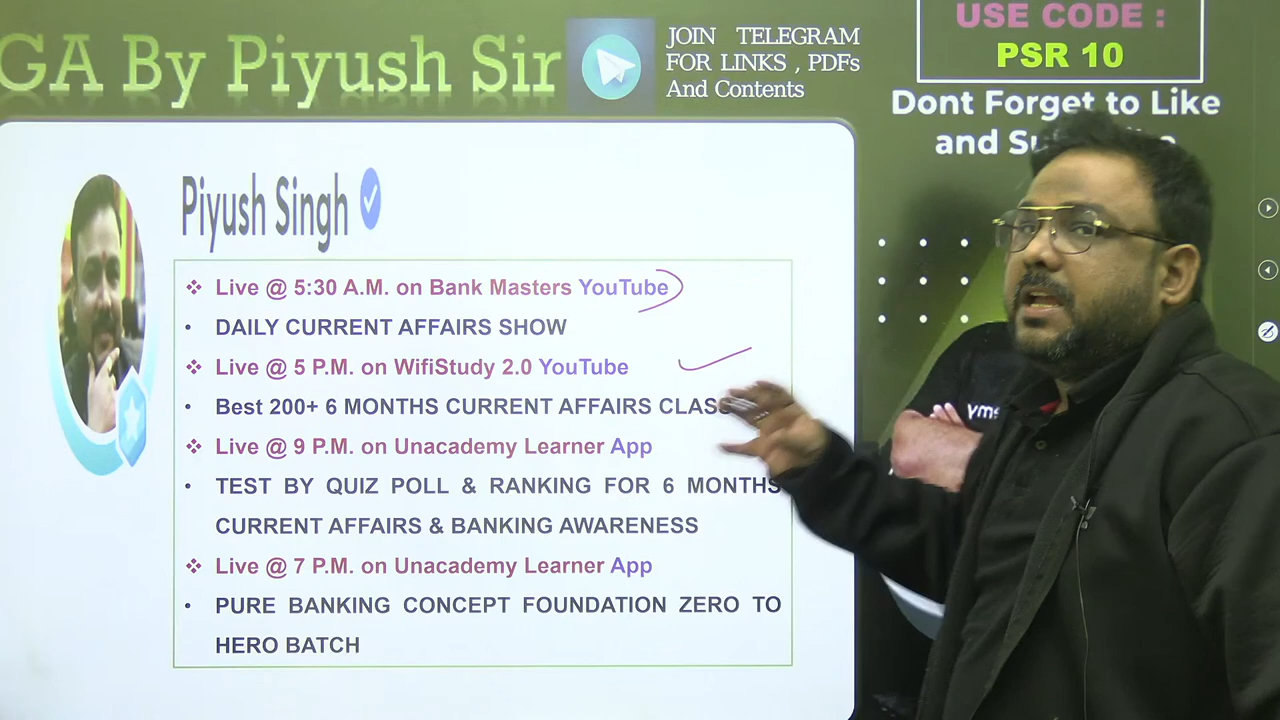 GA By Piyush Sir
JOIN TELEGRAM
FOR LINKS , PDFs
And Contents
USE CODE :
PSR 10
Dont Forget to Like
and
Piyush Singh
❖ Live @ 5:30 A.M. on Bank Masters YouTube
• DAILY CURRENT AFFAIRS SHOW
❖ Live @ 5 P.M. on WifiStudy 2.0 YouTube
• Best 200+ 6 MONTHS CURRENT AFFAIRS CLASS
❖ Live @ 9 P.M. on Unacademy Learner App
• TEST BY QUIZ POLL & RANKING FOR 6 MONTHS
CURRENT AFFAIRS & BANKING AWARENESS
❖ Live @ 7 P.M. on Unacademy Learner App
• PURE BANKING CONCEPT FOUNDATION ZERO TO
HERO BATCH